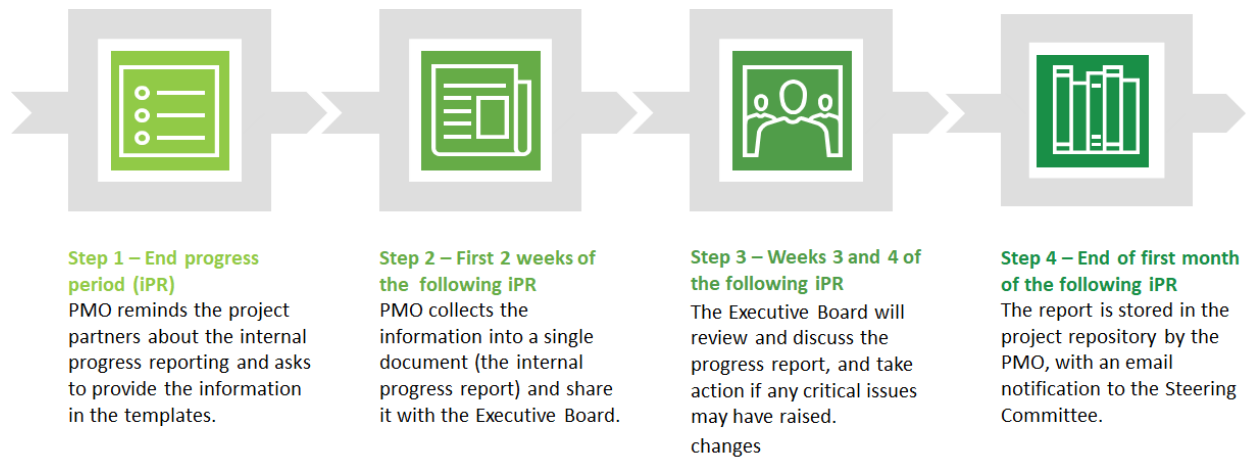 Step 1 – End progress
period (iPR)
PMO reminds the project
partners about the internal
progress reporting and asks
to provide the information
in the templates.
Step 2 – First 2 weeks of
the following iPR
PMO collects the
information into a single
document (the internal
progress report) and share
it with the Executive Board.
Step 3 – Weeks 3 and 4 of
the following iPR
The Executive Board will
review and discuss the
progress report, and take
action if any critical issues
may have raised.
changes
Step 4 – End of first month
of the following iPR
The report is stored in the
project repository by the
PMO, with an email
notification to the Steering
Committee.